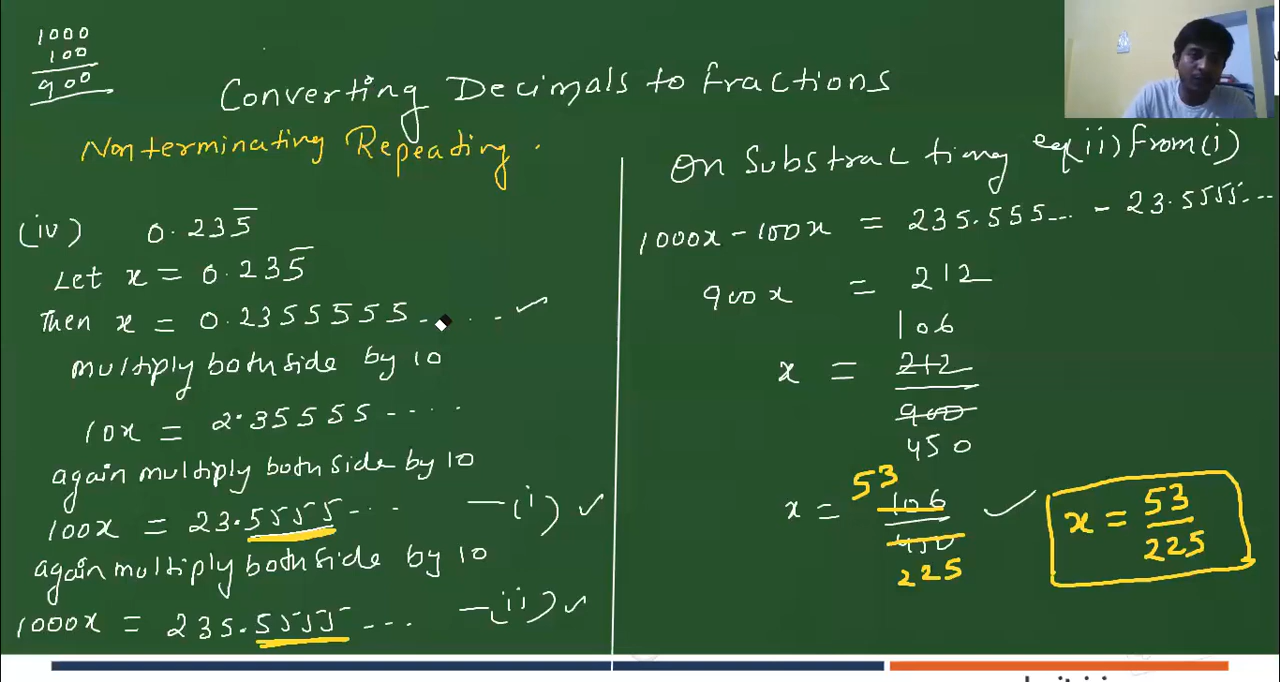 1000
100
900
Converting Decimals to fractions
Nonterminating Repeading .
(iv) 0.235̅
Let x = 0.235̅
Then x = 0.2355555-.... ✓
multiply both side by 10
10x = 2.35555-...
again multiply both side by 10
100x = 23.5555-... —(i) ✓
again multiply both side by 10
1000x = 235.5555-... —(ii) ✓
On Substracting eq(ii) from (i)
1000x - 100x = 235.555-... - 23.5555-...
900x = 212
106
x = 212
900
450
53
x = 106 ✓
450
225
x = 53
225